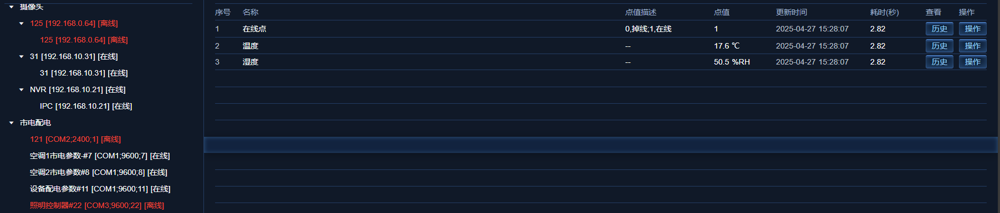 摄像头
125 [192.168.0.64] [离线]
125 [192.168.0.64] [离线]
31 [192.168.10.31] [在线]
31 [192.168.10.31] [在线]
NVR [192.168.10.21] [在线]
IPC [192.168.10.21] [在线]
市电配电
121 [COM2;2400;1] [离线]
空调1市电参数-#7 [COM1;9600;7] [在线]
空调2市电参数#8 [COM1;9600;8] [在线]
设备配电参数#11 [COM1;9600;11] [在线]
照明控制器#22 [COM3;9600;22] [离线]
序号 名称 点值描述 点值 更新时间 耗时(秒) 查看 操作
1 在线点 0,掉线;1,在线 1 2025-04-27 15:28:07 2.82 历史 操作
2 温度 -- 17.6 ℃ 2025-04-27 15:28:07 2.82 历史 操作
3 湿度 -- 50.5 %RH 2025-04-27 15:28:07 2.82 历史 操作